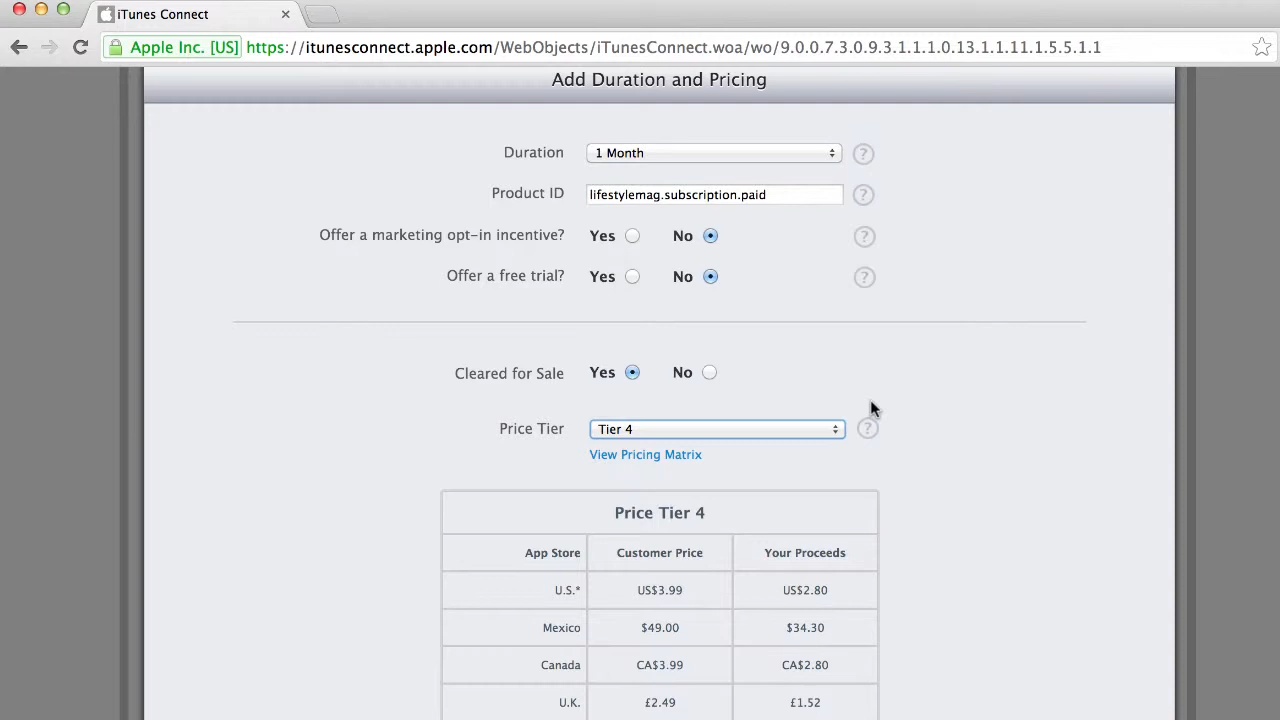 iTunes Connect
Apple Inc. [US] https://itunesconnect.apple.com/WebObjects/iTunesConnect.woa/wo/9.0.7.3.0.9.3.1.1.1.0.13.1.1.11.1.5.5.1.1
Add Duration and Pricing
Duration 1 Month ?
Product ID lifestylemag.subscription.paid ?
Offer a marketing opt-in incentive? Yes No ?
Offer a free trial? Yes No ?
Cleared for Sale Yes No
Price Tier Tier 4 ?
View Pricing Matrix
Price Tier 4
App Store Customer Price Your Proceeds
U.S.* US$3.99 US$2.80
Mexico $49.00 $34.30
Canada CA$3.99 CA$2.80
U.K. £2.49 £1.52